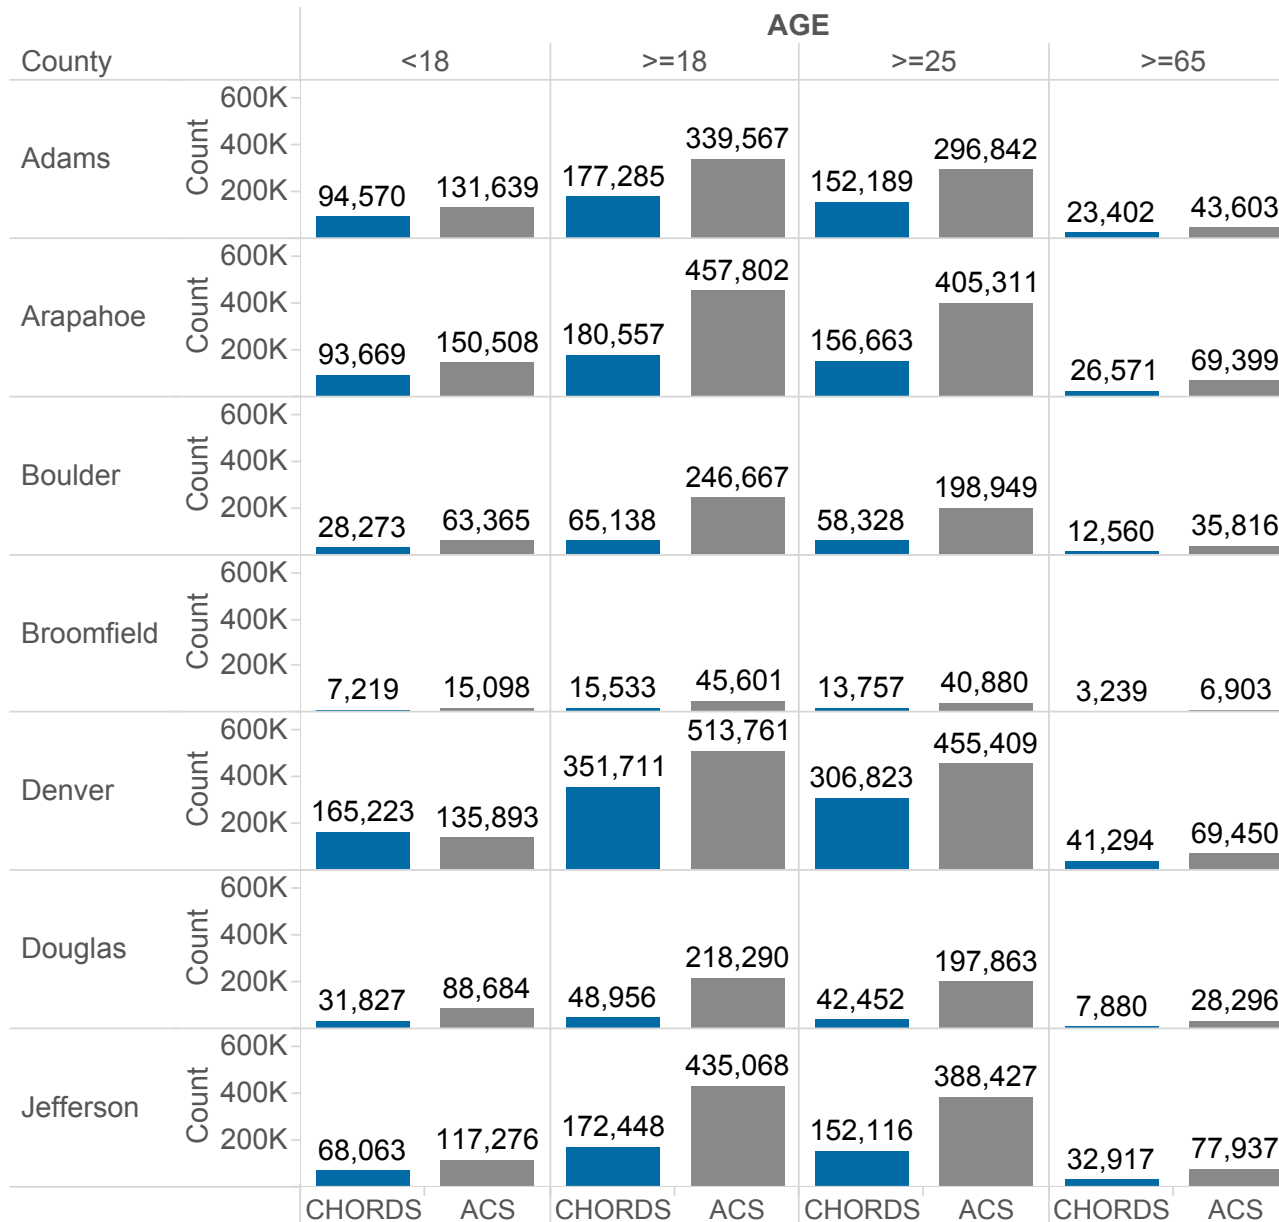 AGE
County <18 >=18 >=25 >=65
Adams Count 600K 400K 200K 94,570 131,639 177,285 339,567 152,189 296,842 23,402 43,603
Arapahoe Count 600K 400K 200K 93,669 150,508 180,557 457,802 156,663 405,311 26,571 69,399
Boulder Count 600K 400K 200K 28,273 63,365 65,138 246,667 58,328 198,949 12,560 35,816
Broomfield Count 600K 400K 200K 7,219 15,098 15,533 45,601 13,757 40,880 3,239 6,903
Denver Count 600K 400K 200K 165,223 135,893 351,711 513,761 306,823 455,409 41,294 69,450
Douglas Count 600K 400K 200K 31,827 88,684 48,956 218,290 42,452 197,863 7,880 28,296
Jefferson Count 600K 400K 200K 68,063 117,276 172,448 435,068 152,116 388,427 32,917 77,937
CHORDS ACS CHORDS ACS CHORDS ACS CHORDS ACS